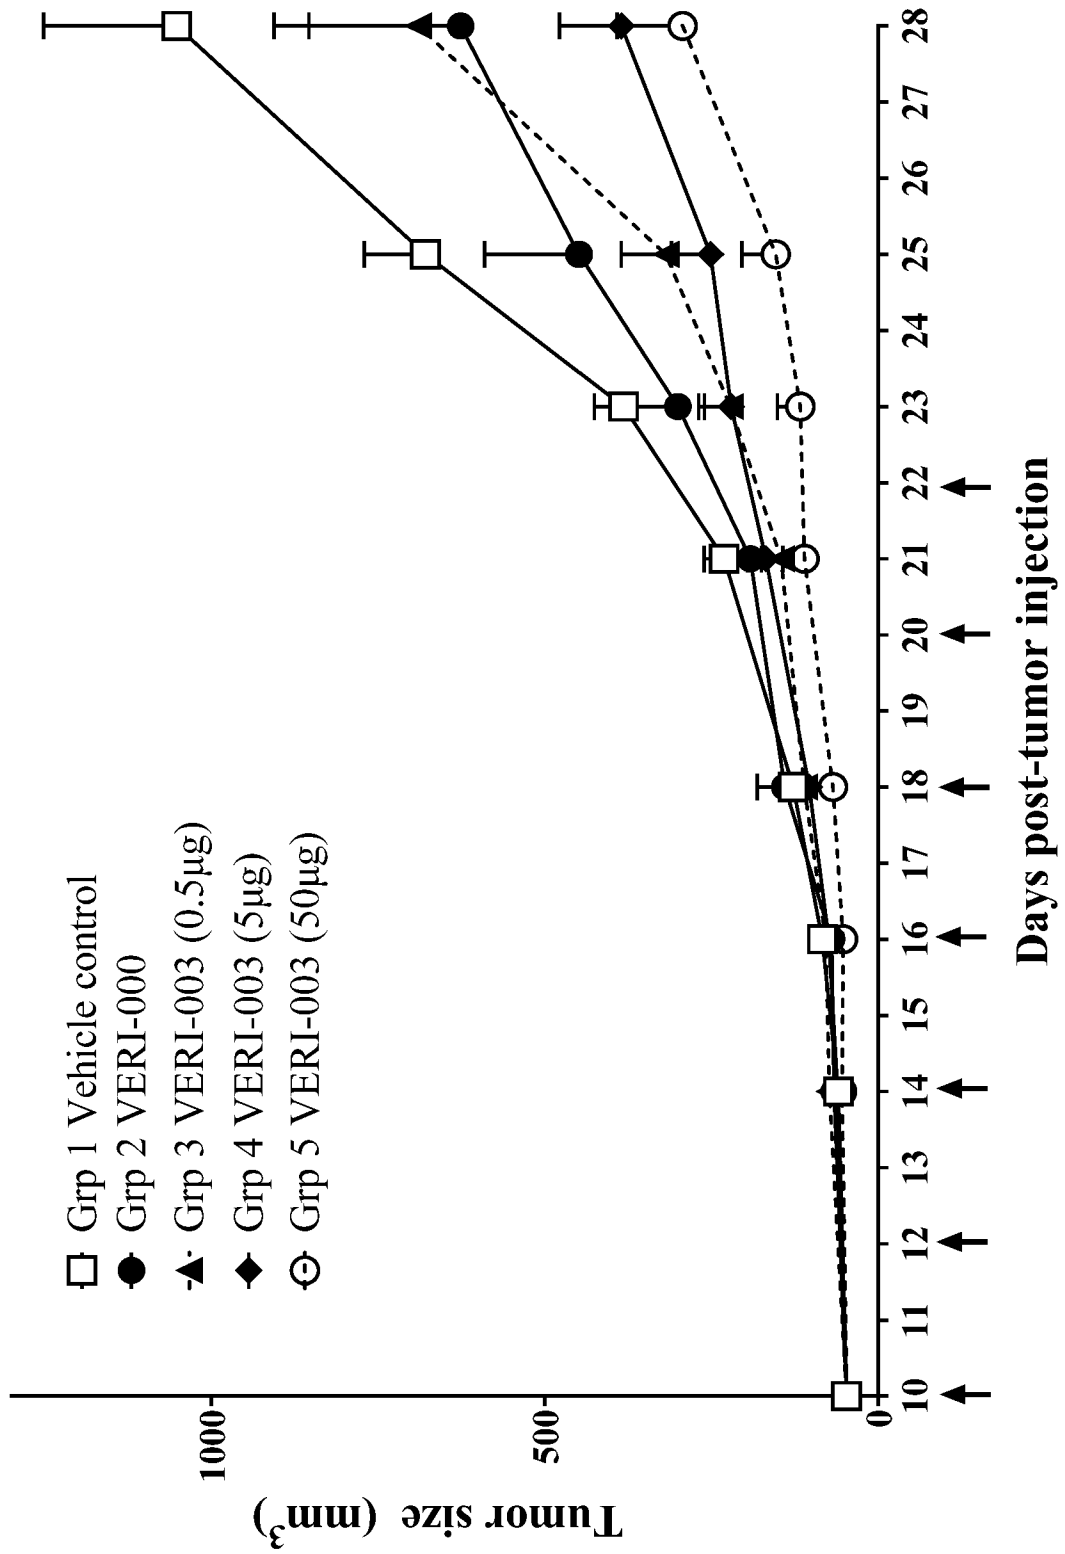 Grp 1 Vehicle control
Grp 2 VERI-000
Grp 3 VERI-003 (0.5µg)
Grp 4 VERI-003 (5µg)
Grp 5 VERI-003 (50µg)
Tumor size (mm³)
1000
500
0
10 11 12 13 14 15 16 17 18 19 20 21 22 23 24 25 26 27 28
Days post-tumor injection